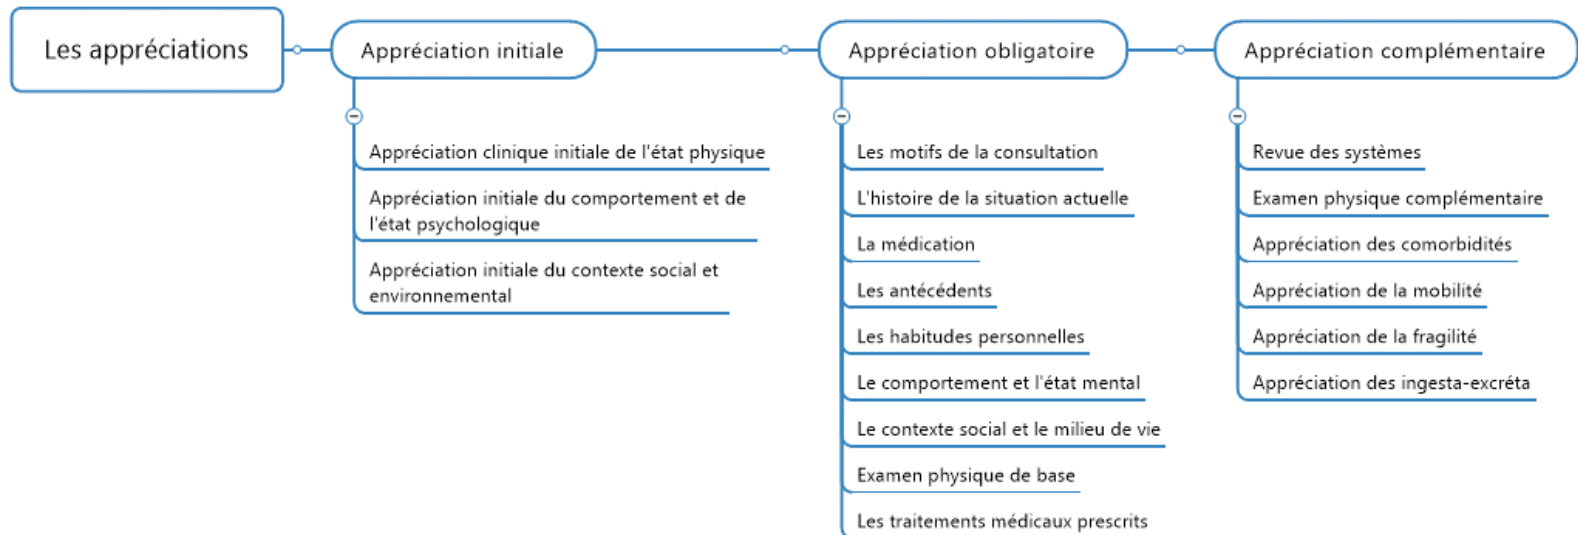 Les appréciations
Appréciation initiale
Appréciation clinique initiale de l'état physique
Appréciation initiale du comportement et de
l'état psychologique
Appréciation initiale du contexte social et
environnemental
Appréciation obligatoire
Les motifs de la consultation
L'histoire de la situation actuelle
La médication
Les antécédents
Les habitudes personnelles
Le comportement et l'état mental
Le contexte social et le milieu de vie
Examen physique de base
Les traitements médicaux prescrits
Appréciation complémentaire
Revue des systèmes
Examen physique complémentaire
Appréciation des comorbidités
Appréciation de la mobilité
Appréciation de la fragilité
Appréciation des ingesta-excréta